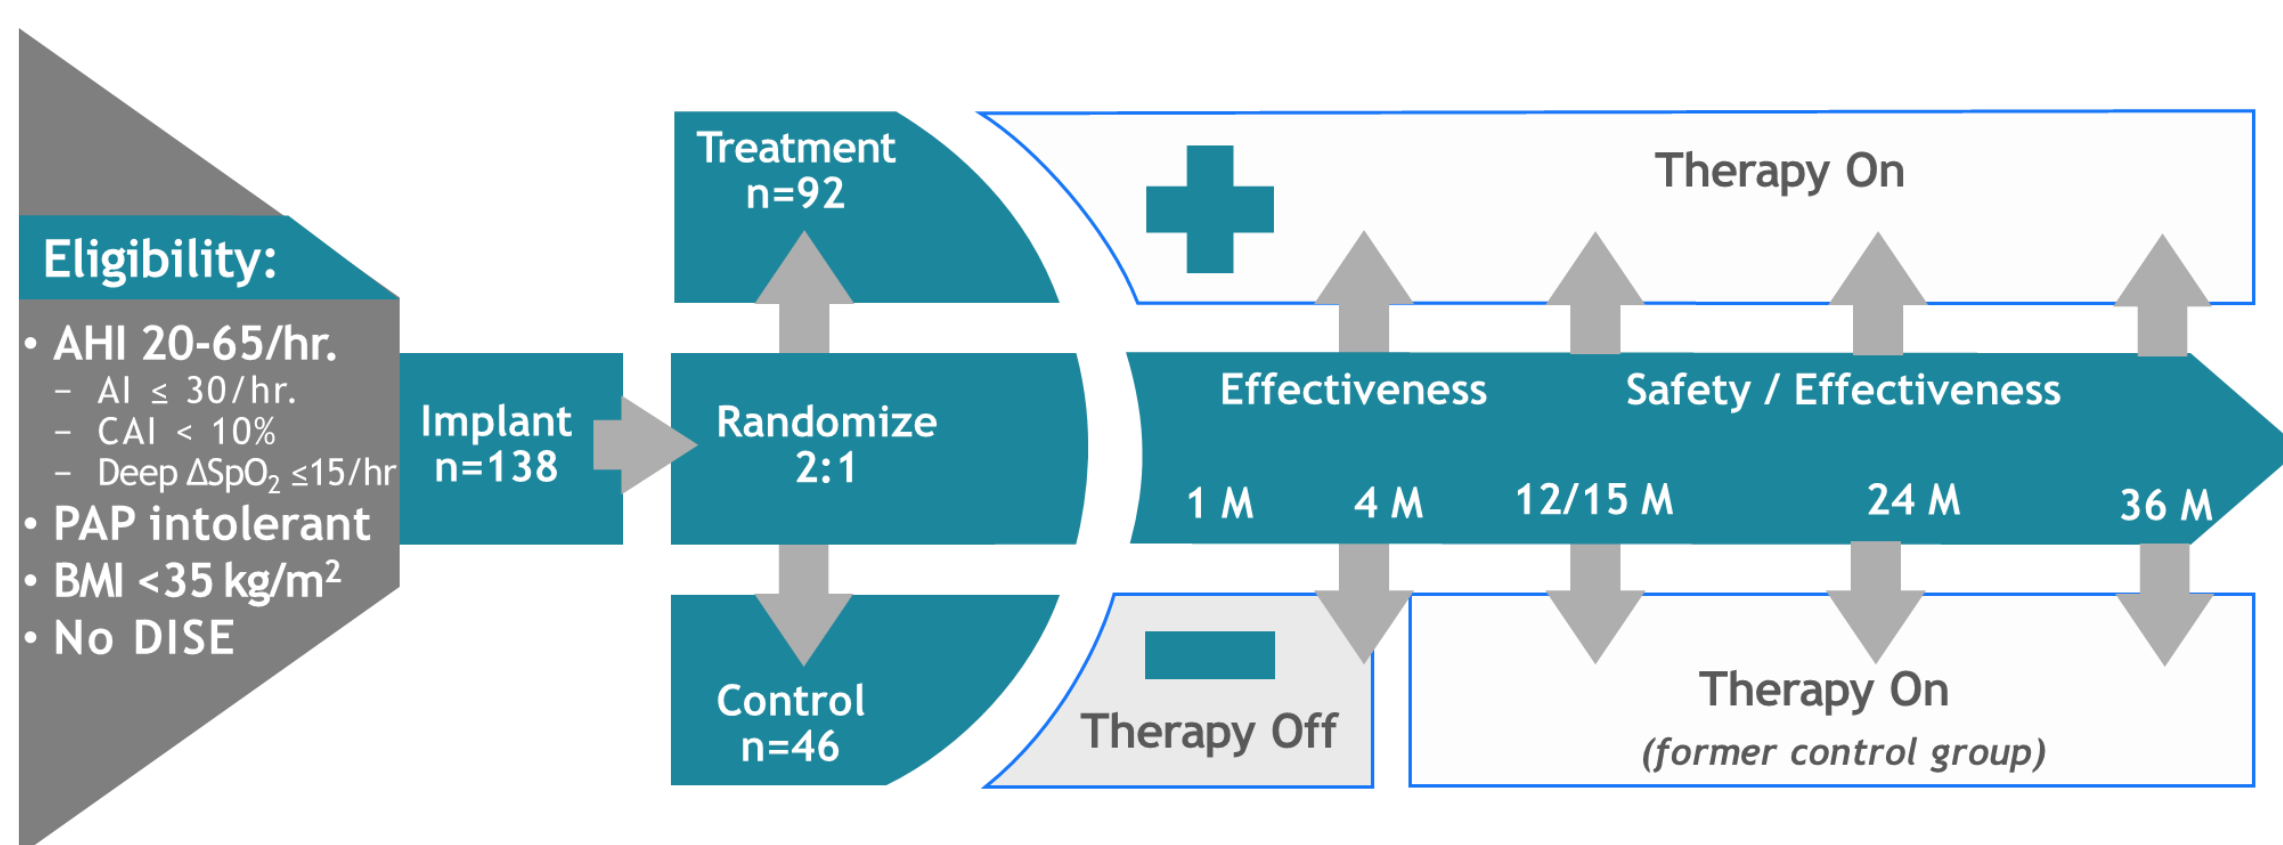 Eligibility:
• AHI 20-65/hr.
– AI ≤ 30/hr.
– CAI < 10%
– Deep ΔSpO₂ ≤15/hr
• PAP intolerant
• BMI <35 kg/m²
• No DISE
Implant
n=138
Treatment
n=92
Randomize
2:1
Control
n=46
Therapy On
Effectiveness
Safety / Effectiveness
1 M
4 M
12/15 M
24 M
36 M
Therapy Off
Therapy On
(former control group)